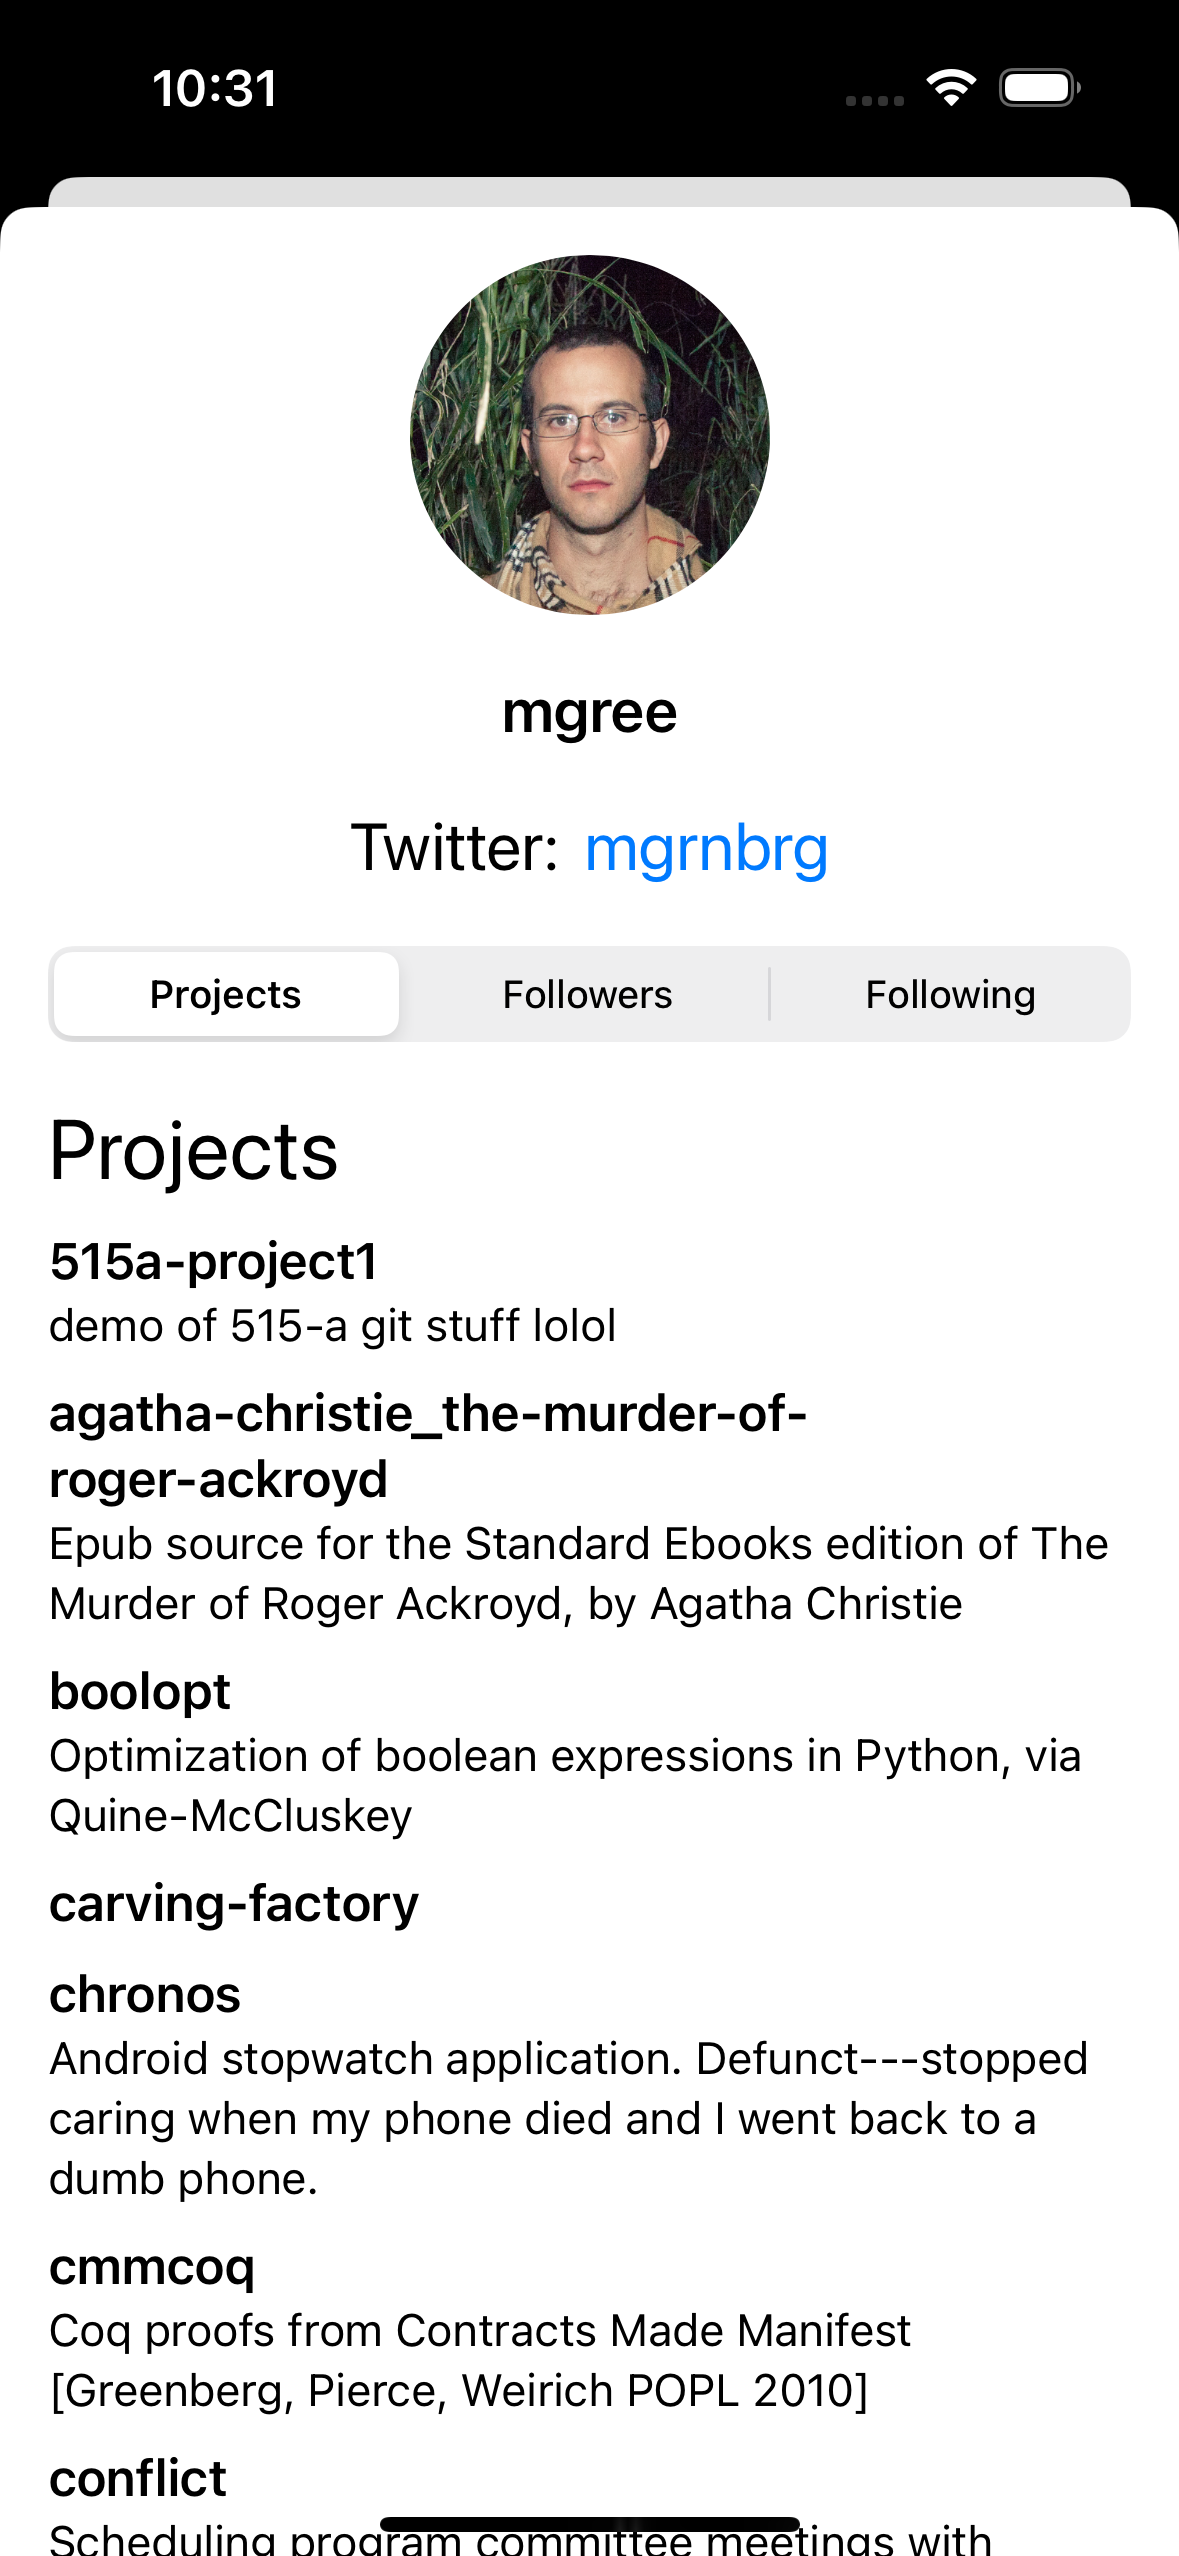 10:31
mgree
Twitter: mgrnbrg
Projects
Followers
Following
Projects
515a-project1
demo of 515-a git stuff lolol
agatha-christie_the-murder-of-
roger-ackroyd
Epub source for the Standard Ebooks edition of The
Murder of Roger Ackroyd, by Agatha Christie
boolopt
Optimization of boolean expressions in Python, via
Quine-McCluskey
carving-factory
chronos
Android stopwatch application. Defunct---stopped
caring when my phone died and I went back to a
dumb phone.
cmmcoq
Coq proofs from Contracts Made Manifest
[Greenberg, Pierce, Weirich POPL 2010]
conflict
Scheduling program committee meetings with